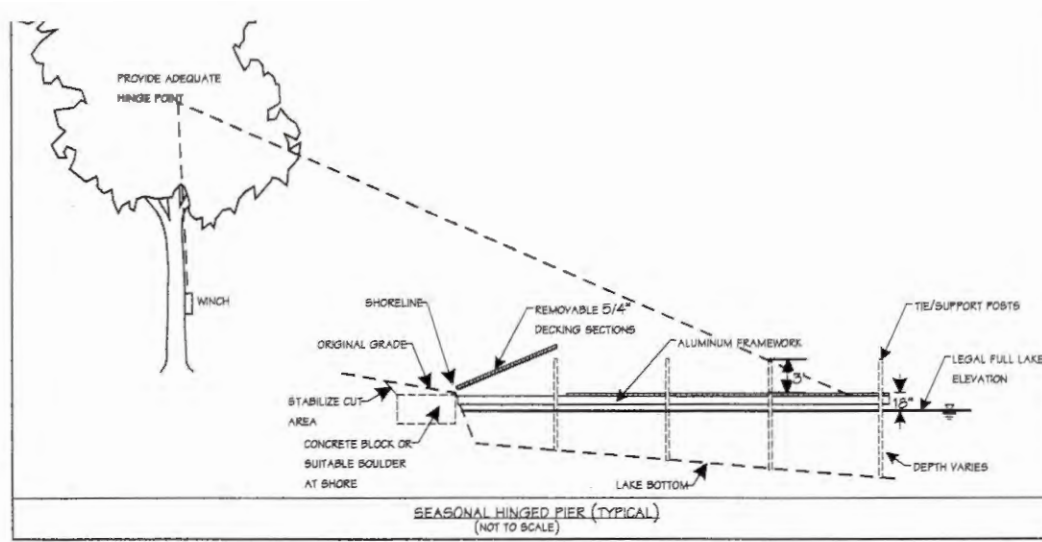 PROVIDE ADEQUATE
HINGE POINT
WINCH
SHORELINE
REMOVABLE 5/4"
DECKING SECTIONS
TIE/SUPPORT POSTS
ORIGINAL GRADE
ALUMINUM FRAMEWORK
LEGAL FULL LAKE
ELEVATION
3'
18"
STABILIZE CUT
AREA
CONCRETE BLOCK OR
SUITABLE BOULDER
AT SHORE
LAKE BOTTOM
DEPTH VARIES
SEASONAL HINGED PIER (TYPICAL)
(NOT TO SCALE)